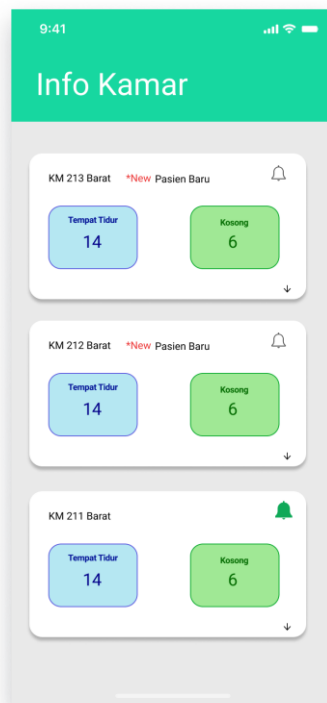 9:41
Info Kamar
KM 213 Barat *New Pasien Baru
Tempat Tidur Kosong
14 6
KM 212 Barat *New Pasien Baru
Tempat Tidur Kosong
14 6
KM 211 Barat
Tempat Tidur Kosong
14 6